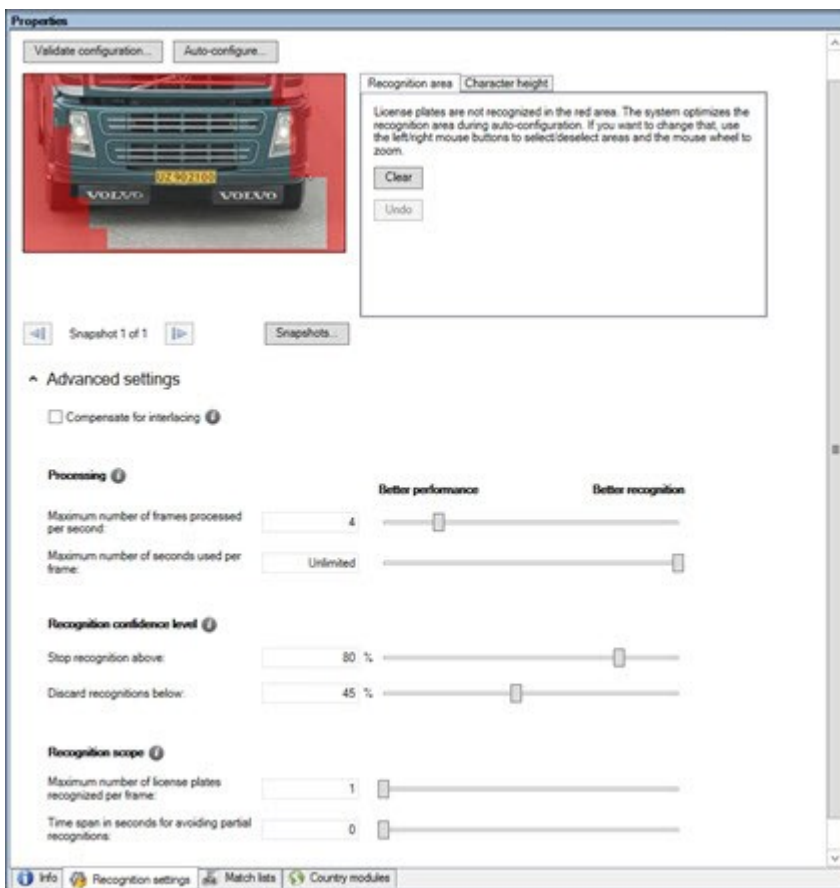 Properties
Validate configuration...
Auto-configure...
Recognition area
Character height
License plates are not recognized in the red area. The system optimizes the
recognition area during auto-configuration. If you want to change that, use
the left/right mouse buttons to select/deselect areas and the mouse wheel to
zoom.
Clear
Undo
UZ 902100
VOLVO VOLVO
Snapshot 1 of 1
Snapshots...
Advanced settings
Compensate for interlacing
Processing
Better performance
Better recognition
Maximum number of frames processed
per second:
4
Maximum number of seconds used per
frame:
Unlimited
Recognition confidence level
Stop recognition above:
80 %
Discard recognitions below:
45 %
Recognition scope
Maximum number of license plates
recognized per frame:
1
Time span in seconds for avoiding partial
recognitions:
0
Info
Recognition settings
Match lists
Country modules